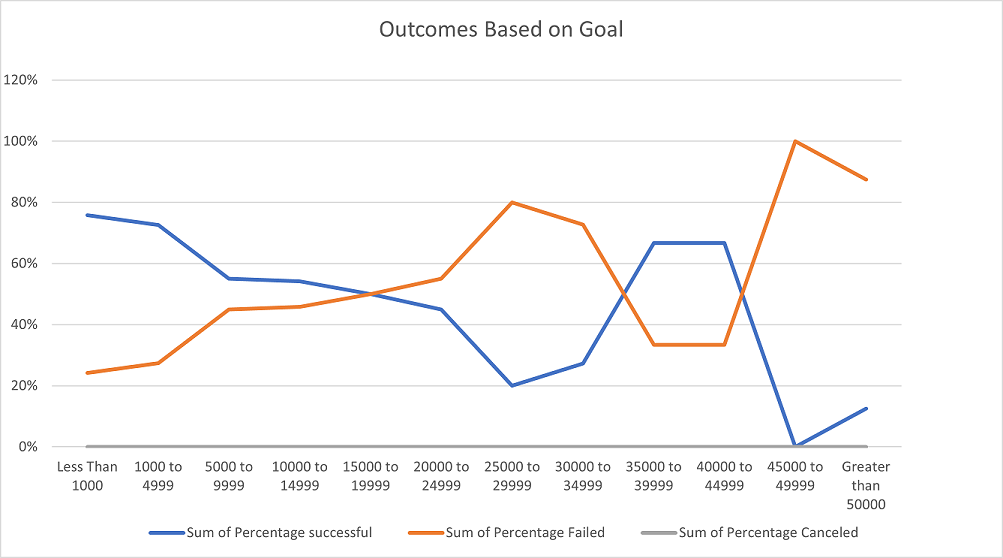 Outcomes Based on Goal
120%
100%
80%
60%
40%
20%
0%
Less Than
1000
1000 to
4999
5000 to
9999
10000 to
14999
15000 to
19999
20000 to
24999
25000 to
29999
30000 to
34999
35000 to
39999
40000 to
44999
45000 to
49999
Greater
than
50000
Sum of Percentage successful
Sum of Percentage Failed
Sum of Percentage Canceled